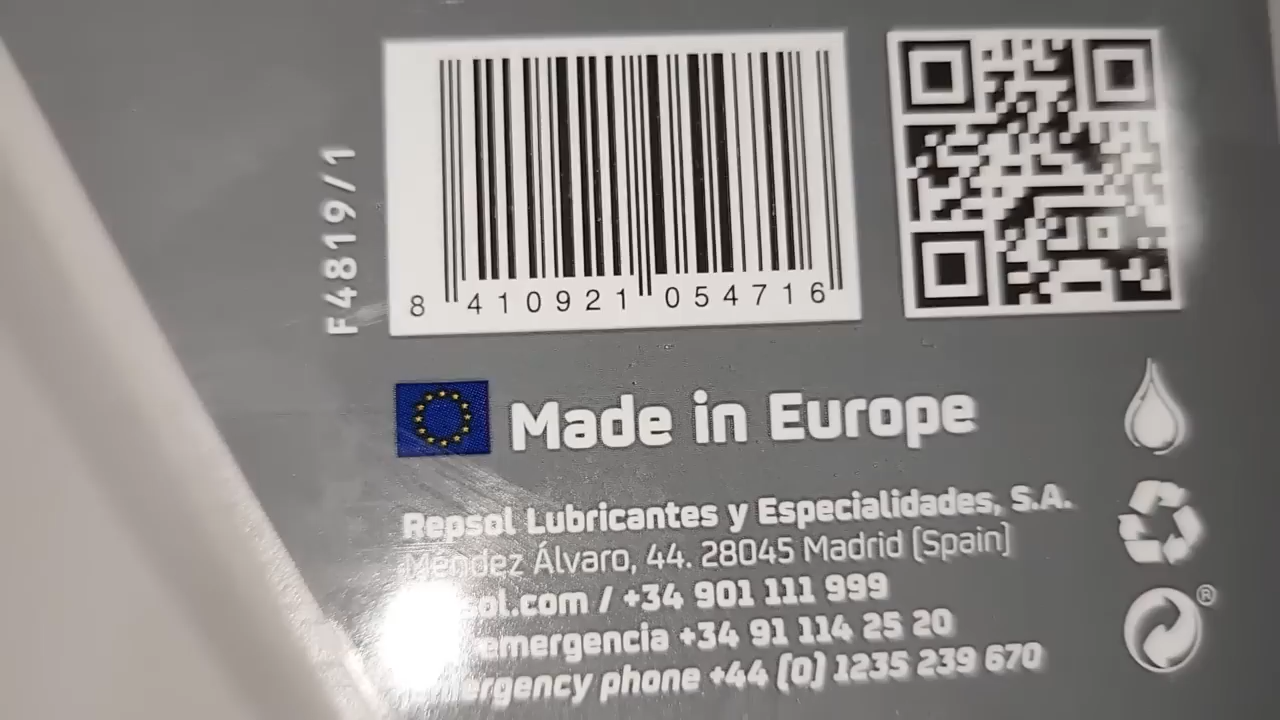 F4819/1
8 410921 054716
Made in Europe
Repsol Lubricantes y Especialidades, S.A.
Méndez Álvaro, 44. 28045 Madrid (Spain)
/ +34 901 111 999
emergencia +34 91 114 25 20
phone +44 (0) 1235 239 670
®